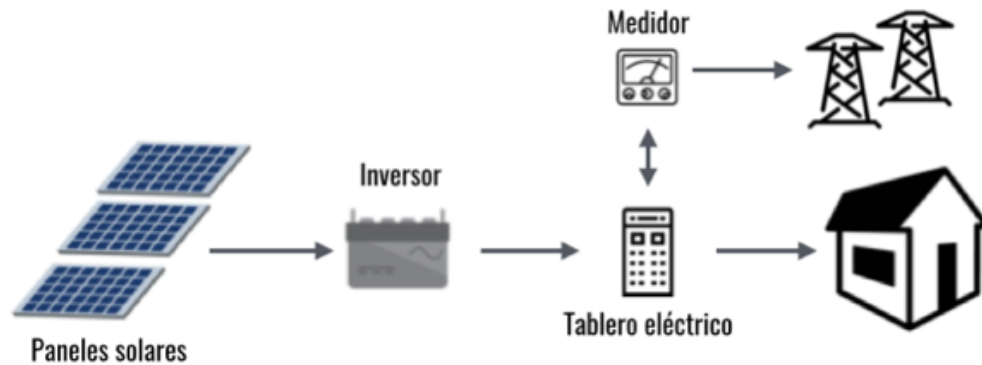 Medidor
Inversor
Tablero eléctrico
Paneles solares